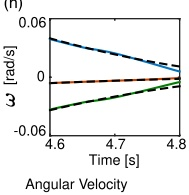 (h)
0.06
0
-0.06
ω [rad/s]
4.6 4.7 4.8
Time [s]
Angular Velocity